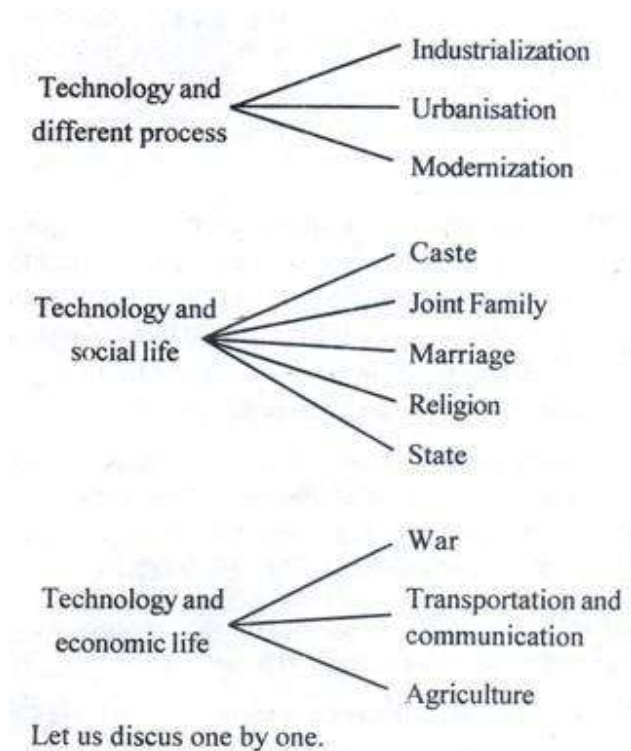 Technology and
different process
Industrialization
Urbanisation
Modernization
Technology and
social life
Caste
Joint Family
Marriage
Religion
State
Technology and
economic life
War
Transportation and
communication
Agriculture
Let us discus one by one.